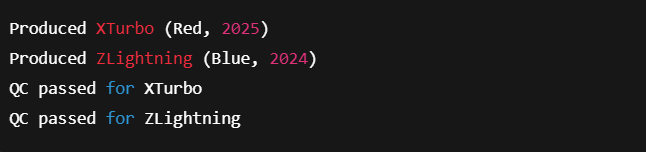 Produced XTurbo (Red, 2025)
Produced ZLightning (Blue, 2024)
QC passed for XTurbo
QC passed for ZLightning